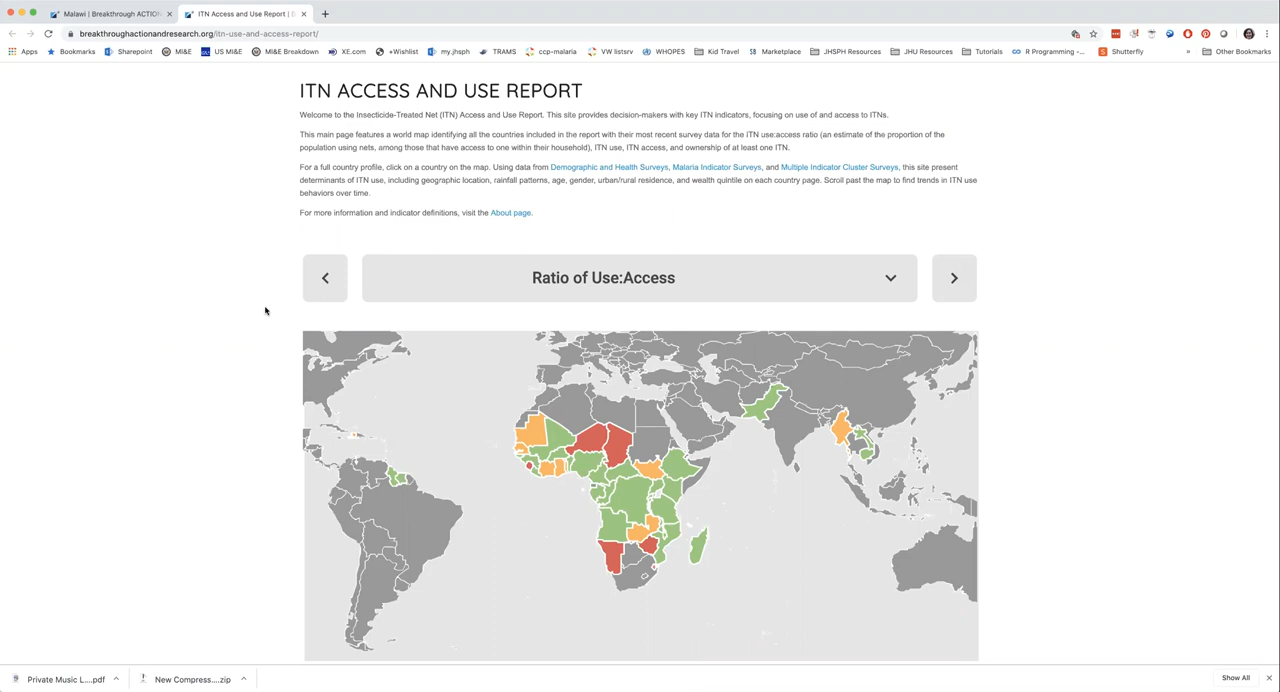 Malawi | Breakthrough ACTIO
ITN Access and Use Report | D
breakthroughactionandresearch.org/itn-use-and-access-report/
Apps Bookmarks Sharepoint MI&E US MI&E MI&E Breakdown XE.com +Wishlist my.jhsph TRAMS ccp-malaria VW listsrv WHOPES Kid Travel Marketplace JHSPH Resources JHU Resources Tutorials R Programming -... Shutterfly » Other Bookmarks
ITN ACCESS AND USE REPORT
Welcome to the Insecticide-Treated Net (ITN) Access and Use Report. This site provides decision-makers with key ITN indicators, focusing on use of and access to ITNs.
This main page features a world map identifying all the countries included in the report with their most recent survey data for the ITN use:access ratio (an estimate of the proportion of the
population using nets, among those that have access to one within their household), ITN use, ITN access, and ownership of at least one ITN.
For a full country profile, click on a country on the map. Using data from Demographic and Health Surveys, Malaria Indicator Surveys, and Multiple Indicator Cluster Surveys, this site present
determinants of ITN use, including geographic location, rainfall patterns, age, gender, urban/rural residence, and wealth quintile on each country page. Scroll past the map to find trends in ITN use
behaviors over time.
For more information and indicator definitions, visit the About page.
Ratio of Use:Access
Private Music L....pdf
New Compress....zip
Show All